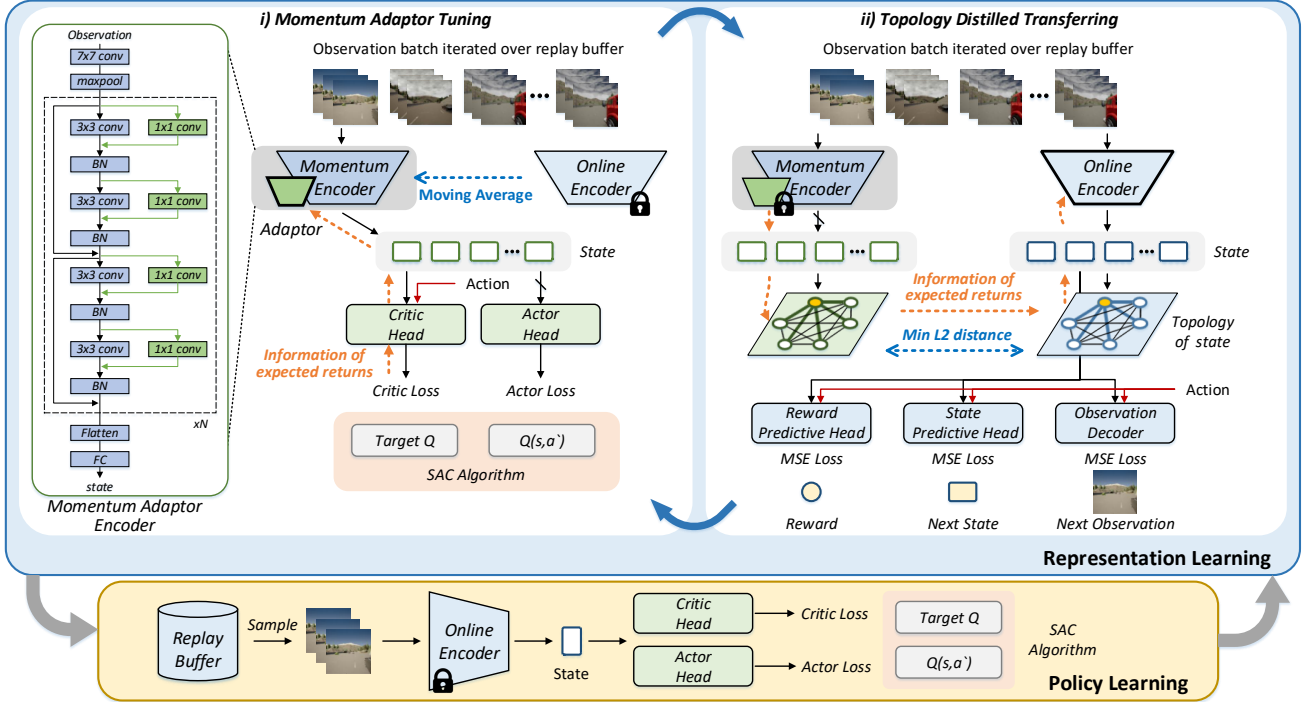 i) Momentum Adaptor Tuning
Observation batch iterated over replay buffer
Observation
7x7 conv
maxpool
3x3 conv
1x1 conv
BN
3x3 conv
1x1 conv
BN
3x3 conv
1x1 conv
BN
3x3 conv
1x1 conv
BN
xN
Flatten
FC
state
Momentum Adaptor
Encoder
Momentum
Encoder
Adaptor
Moving Average
Online
Encoder
State
Action
Critic
Head
Actor
Head
Information of
expected returns
Critic Loss
Actor Loss
Target Q
Q(s,a`)
SAC Algorithm
ii) Topology Distilled Transferring
Observation batch iterated over replay buffer
Momentum
Encoder
Online
Encoder
State
Information of
expected returns
Min L2 distance
Topology
of state
Action
Reward
Predictive Head
State
Predictive Head
Observation
Decoder
MSE Loss
MSE Loss
MSE Loss
Reward
Next State
Next Observation
Representation Learning
Replay
Buffer
Sample
Online
Encoder
State
Critic
Head
Critic Loss
Actor
Head
Actor Loss
Target Q
Q(s,a`)
SAC
Algorithm
Policy Learning